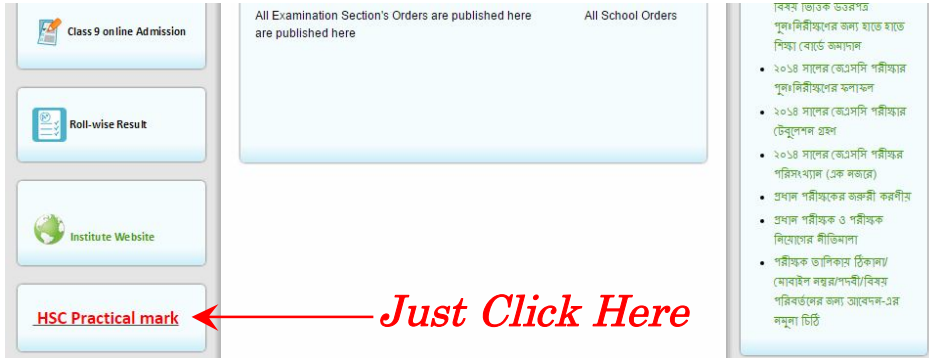 Class 9 online Admission
Roll-wise Result
Institute Website
HSC Practical mark
Just Click Here
All Examination Section's Orders are published here All School Orders
are published here
বিষয় ভিত্তিক উত্তরপত্র
পুনঃনিরীক্ষণের জন্য হাতে হাতে
শিক্ষা বোর্ডে জমাদান
২০১৪ সালের জেএসসি পরীক্ষার
পুনঃনিরীক্ষণের ফলাফল
২০১৪ সালের জেএসসি পরীক্ষার
টেবুলেশন গ্রহণ
২০১৪ সালের জেএসসি পরীক্ষর
পরিসংখ্যান (এক নজরে)
প্রধান পরীক্ষকের জরুরী করণীয়
প্রধান পরীক্ষক ও পরীক্ষক
নিয়োগের নীতিমালা
পরীক্ষক তালিকায় ঠিকানা/
মোবাইল নম্বর/পদবী/বিষয়
পরিবর্তনের জন্য আবেদন-এর
নমুনা চিঠি